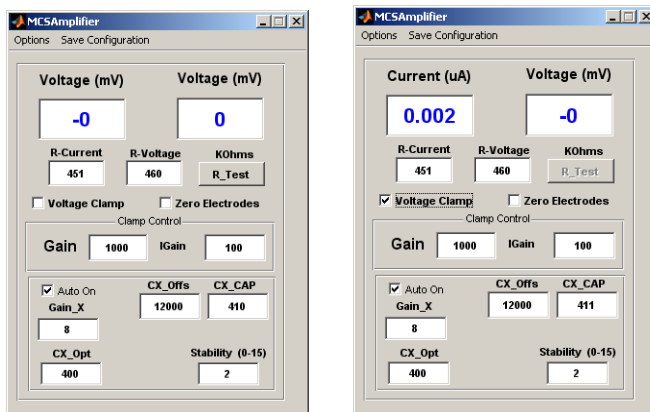 MCSAmplifier
Options Save Configuration
Voltage (mV) Voltage (mV)
-0 0
R-Current R-Voltage KOhms
451 460 R_Test
Voltage Clamp Zero Electrodes
Clamp Control
Gain 1000 IGain 100
Auto On CX_Offs CX_CAP
Gain_X 12000 410
8
CX_Opt Stability (0-15)
400 2
MCSAmplifier
Options Save Configuration
Current (uA) Voltage (mV)
0.002 -0
R-Current R-Voltage KOhms
451 460 R_Test
Voltage Clamp Zero Electrodes
Clamp Control
Gain 1000 IGain 100
Auto On CX_Offs CX_CAP
Gain_X 12000 411
8
CX_Opt Stability (0-15)
400 2